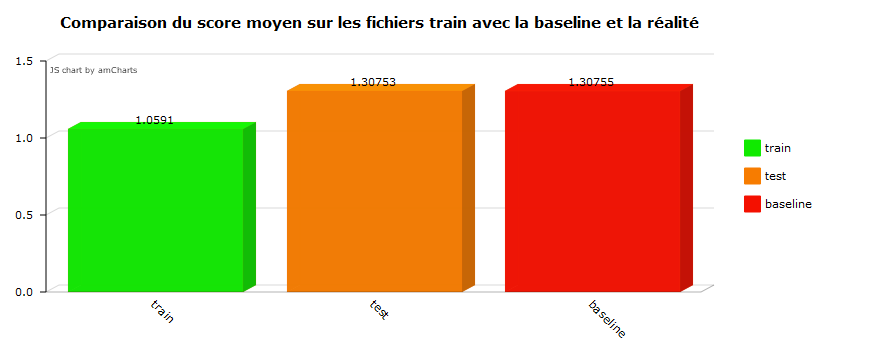 Comparaison du score moyen sur les fichiers train avec la baseline et la réalité
1.5
JS chart by amCharts
1.30753
1.30755
1.0591
1.0
train
test
0.5
baseline
0.0
train
test
baseline